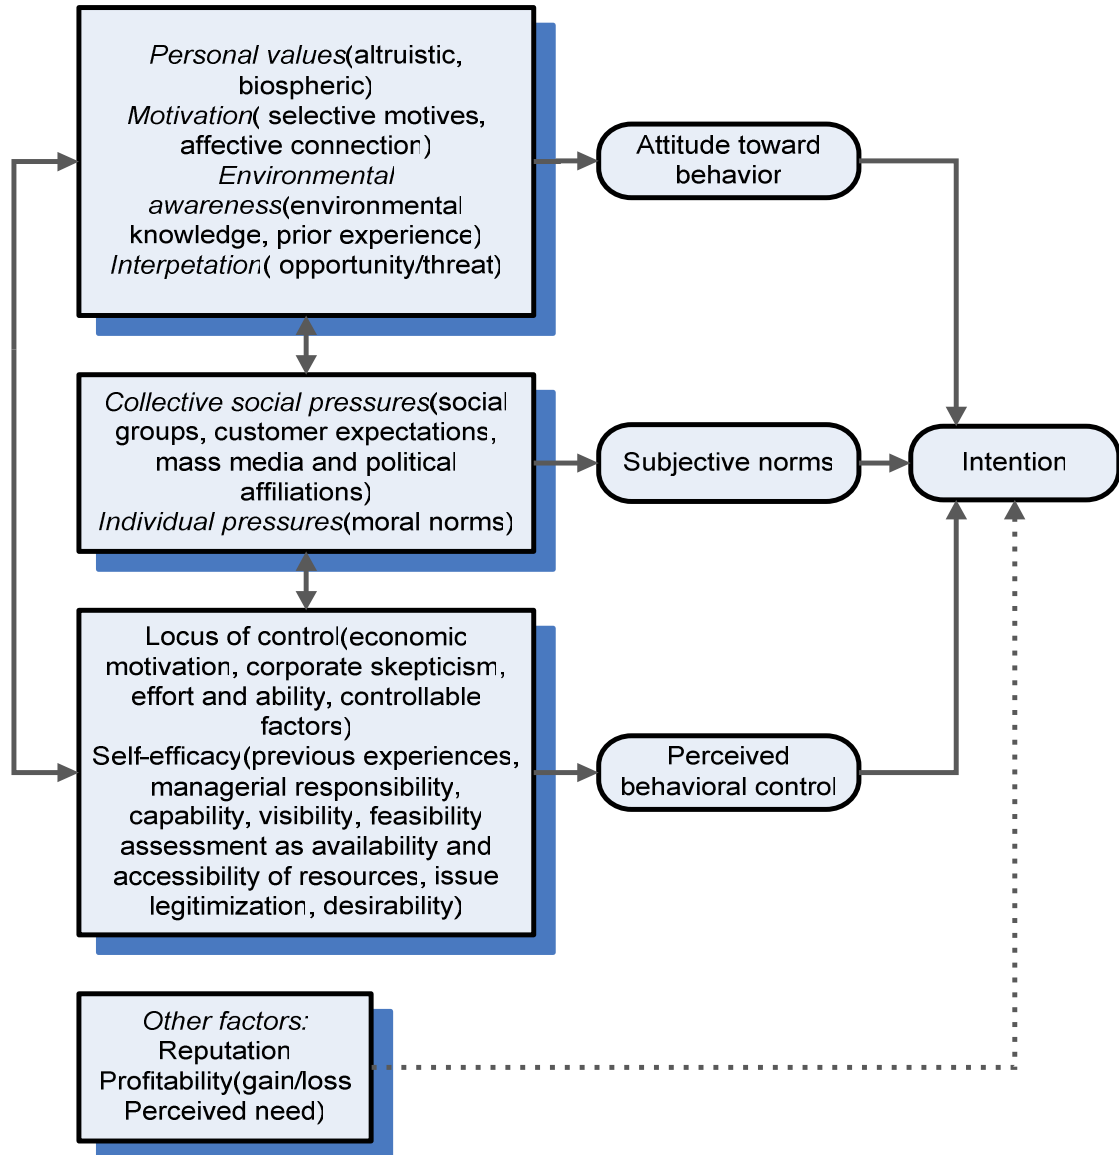 Personal values(altruistic,
biospheric)
Motivation( selective motives,
affective connection)
Environmental
awareness(environmental
knowledge, prior experience)
Interpetation( opportunity/threat)
Attitude toward
behavior
Collective social pressures(social
groups, customer expectations,
mass media and political
affiliations)
Individual pressures(moral norms)
Subjective norms
Intention
Locus of control(economic
motivation, corporate skepticism,
effort and ability, controllable
factors)
Self-efficacy(previous experiences,
managerial responsibility,
capability, visibility, feasibility
assessment as availability and
accessibility of resources, issue
legitimization, desirability)
Perceived
behavioral control
Other factors:
Reputation
Profitability(gain/loss
Perceived need)